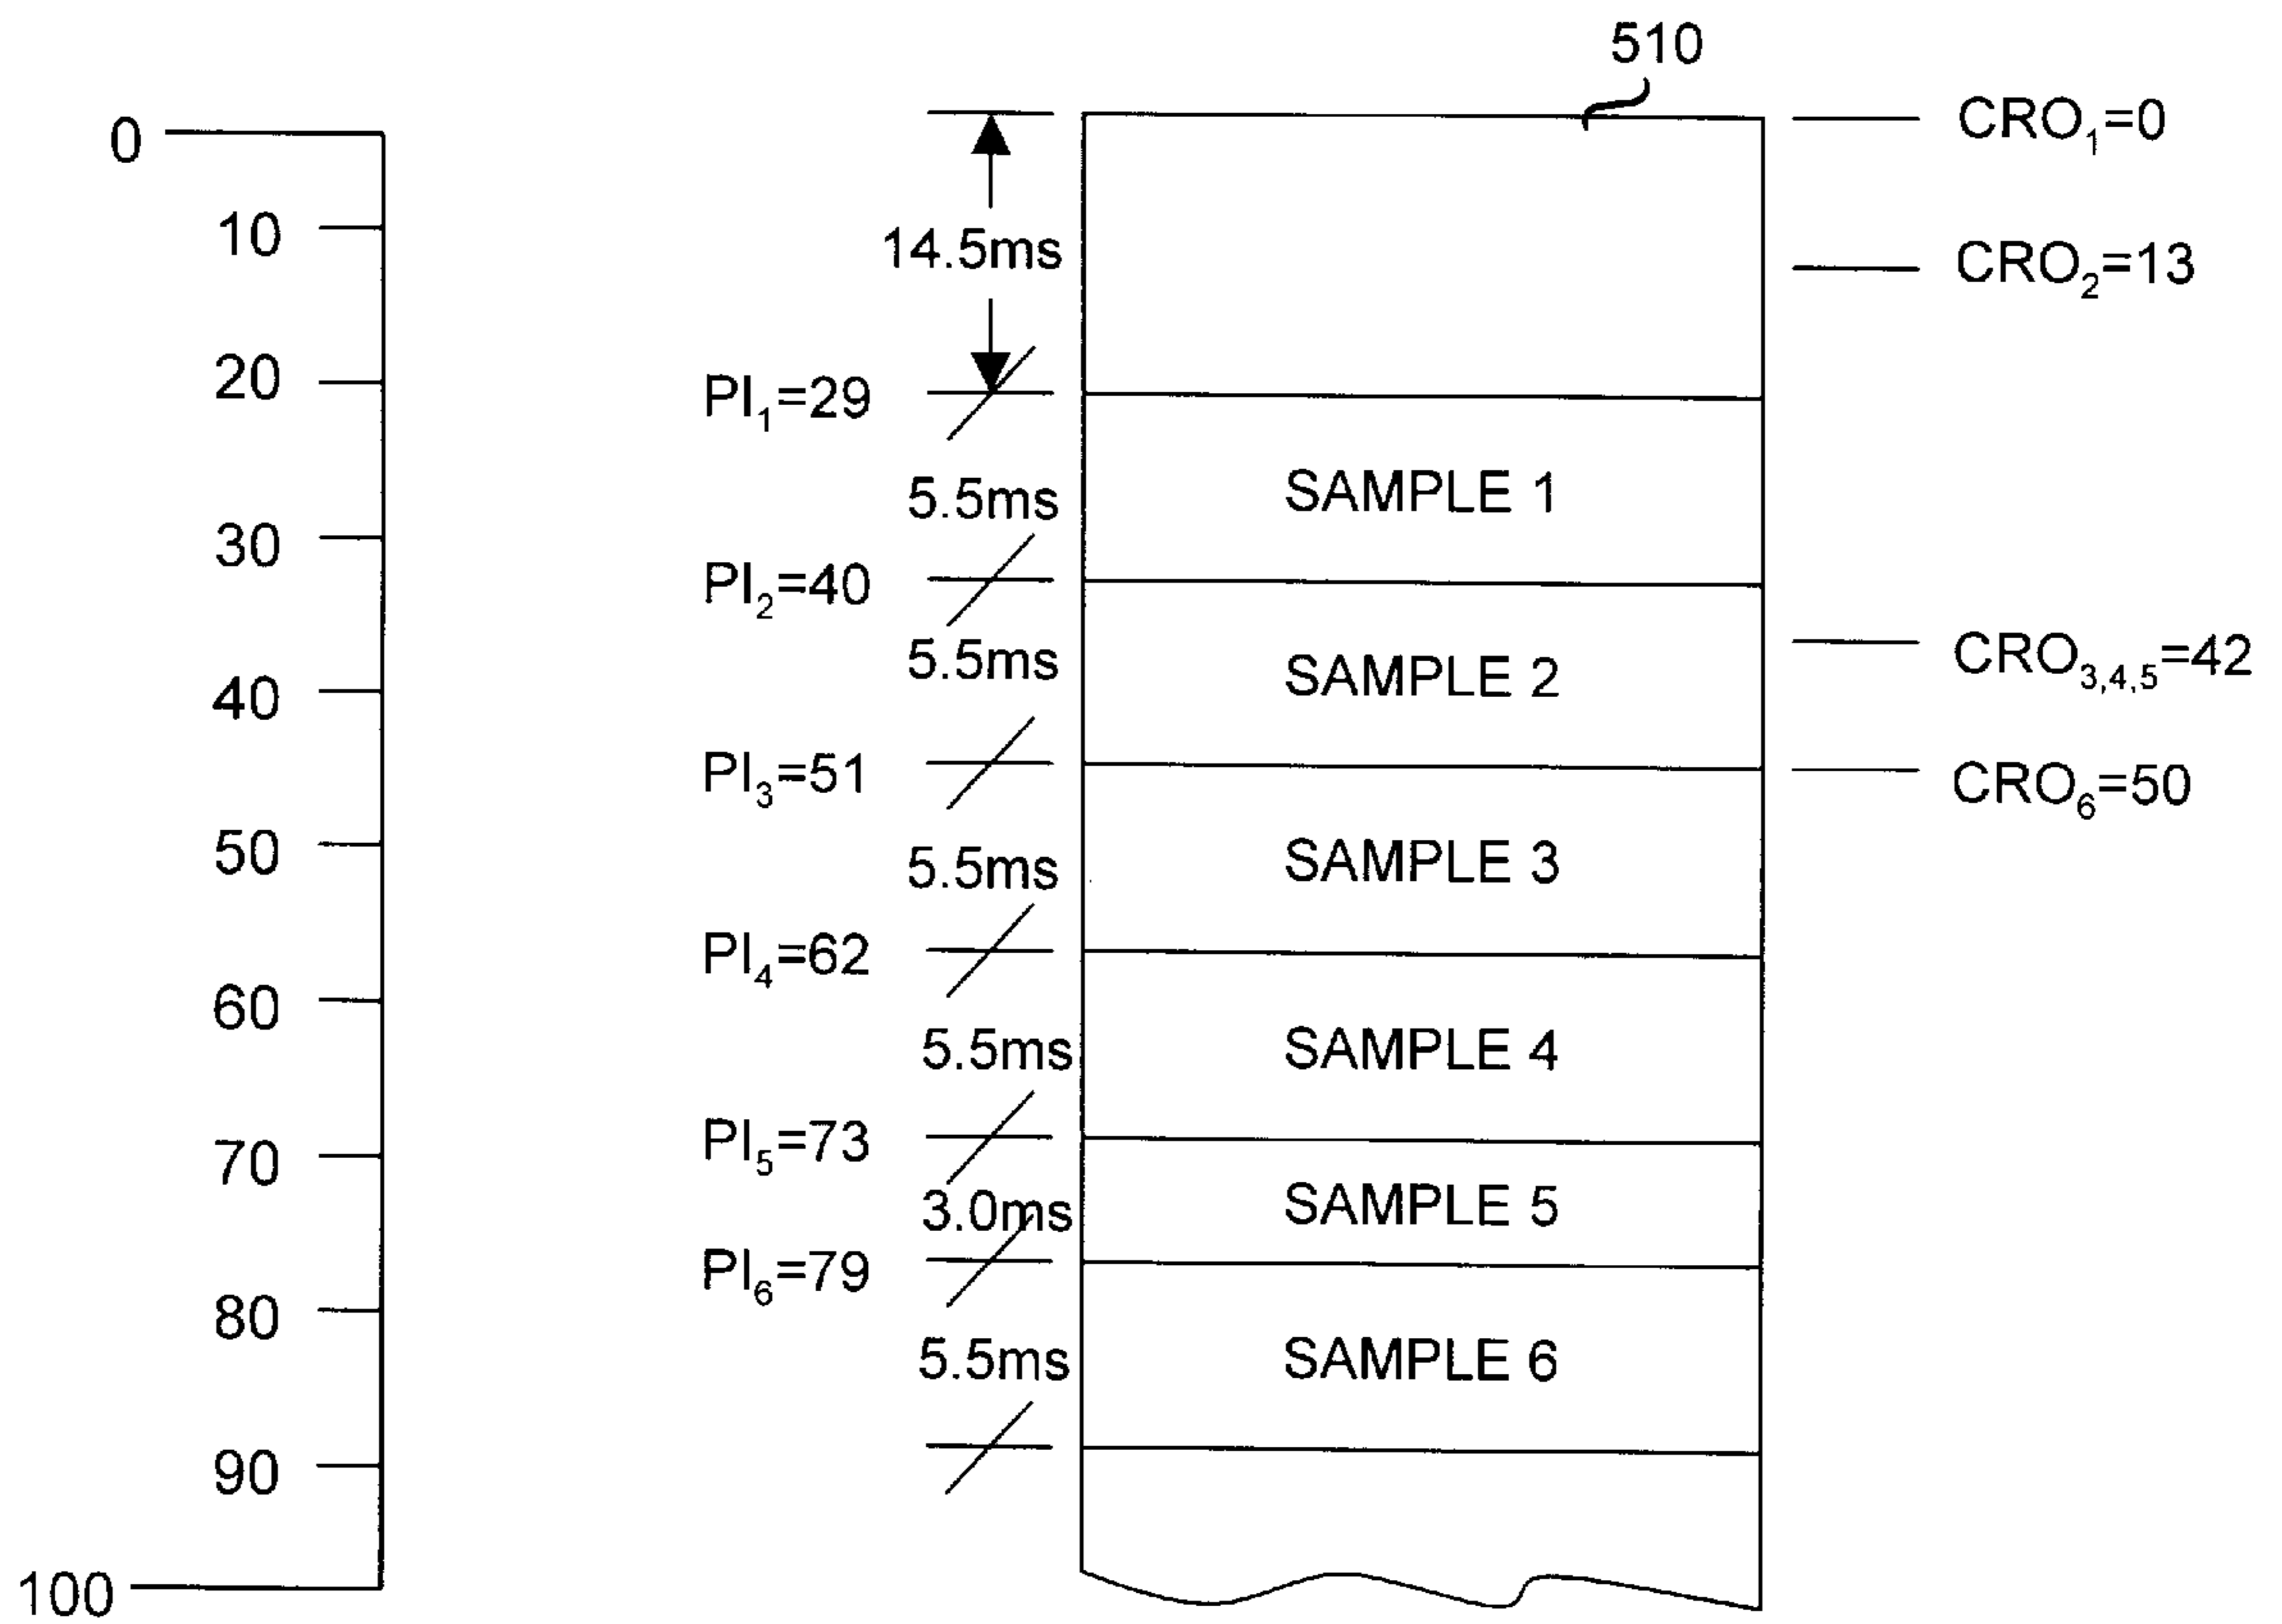 510
0
10
20
30
40
50
60
70
80
90
100
14.5ms
PI1=29
5.5ms
PI2=40
5.5ms
PI3=51
5.5ms
PI4=62
5.5ms
PI5=73
3.0ms
PI6=79
5.5ms
SAMPLE 1
SAMPLE 2
SAMPLE 3
SAMPLE 4
SAMPLE 5
SAMPLE 6
CRO1=0
CRO2=13
CRO3,4,5=42
CRO6=50